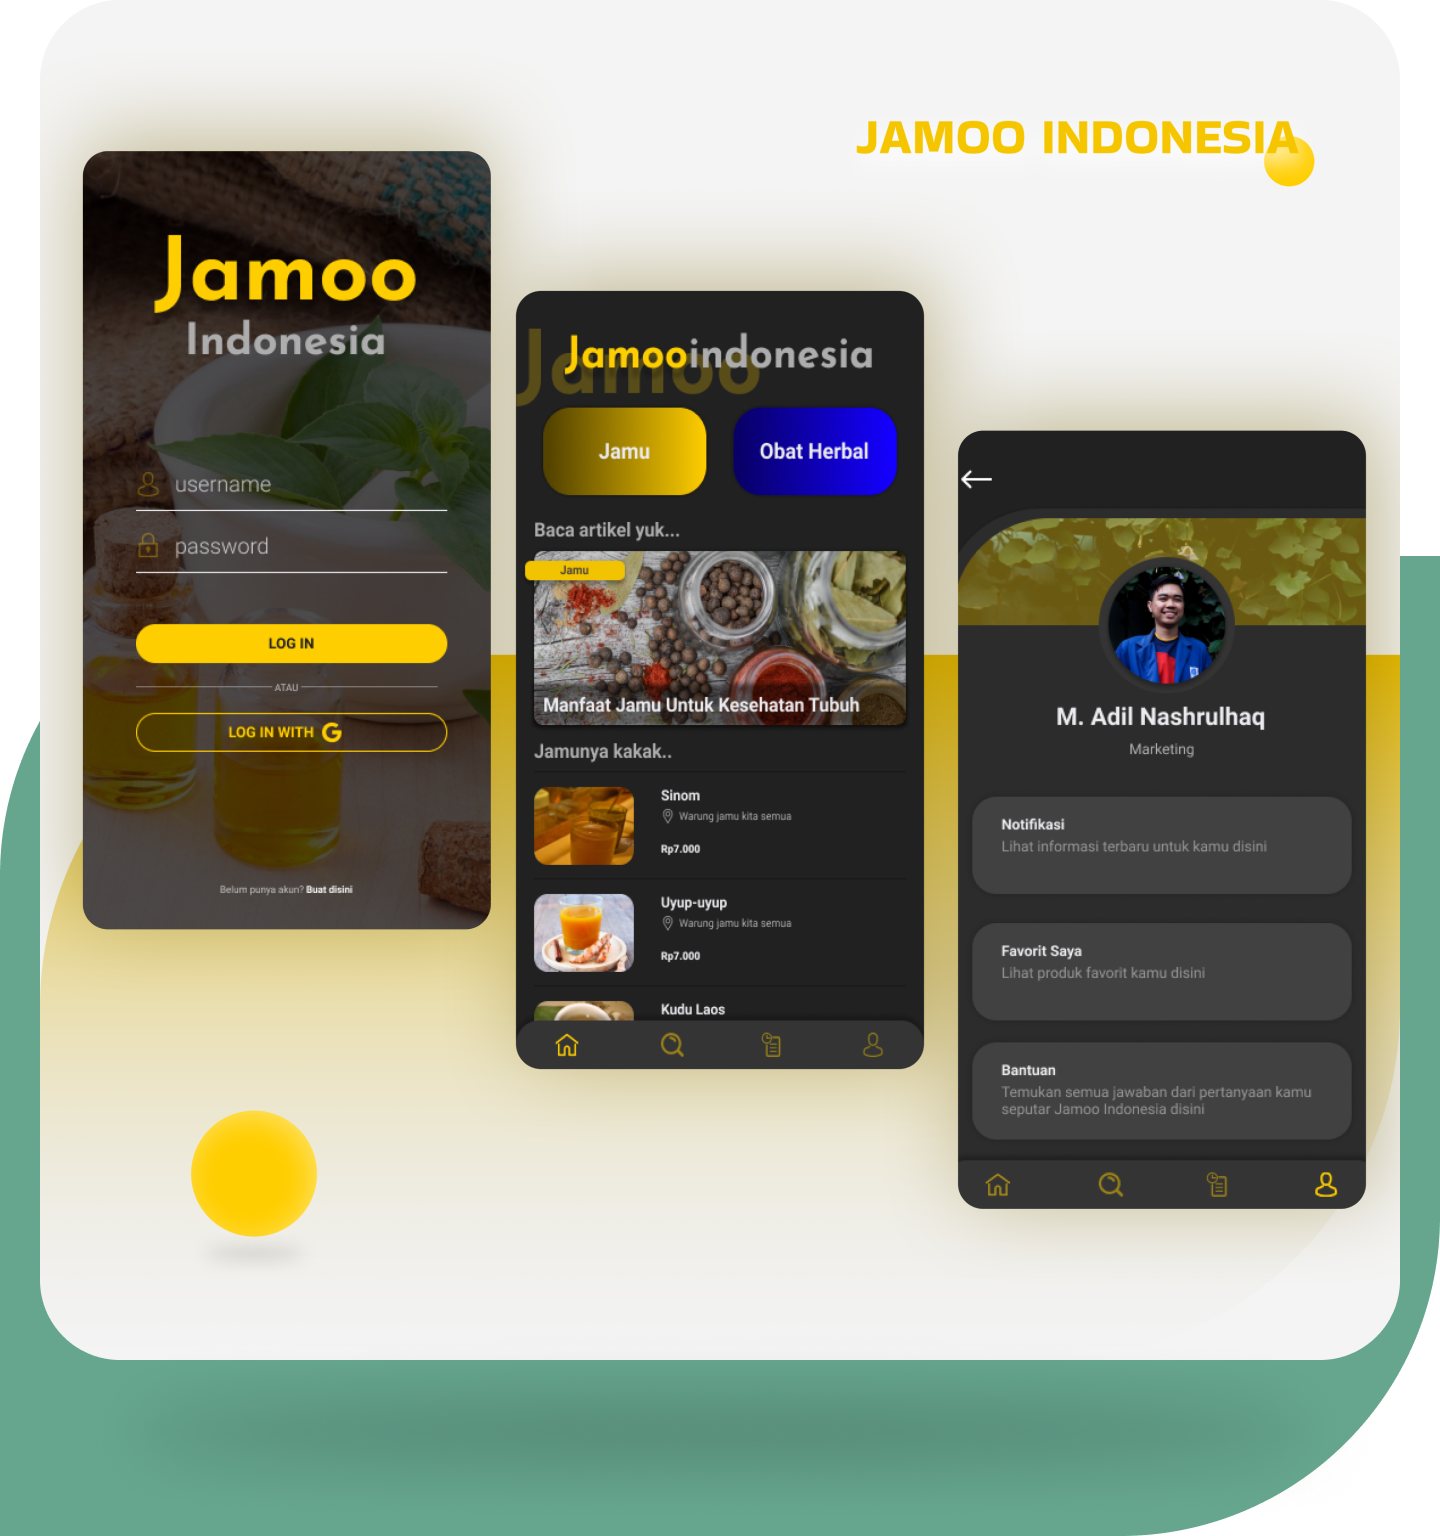 JAMOO INDONESIA
Jamoo
Indonesia
username
password
LOG IN
ATAU
LOG IN WITH G
Belum punya akun? Buat disini
Jamoo
Jamooindonesia
Jamu
Obat Herbal
Baca artikel yuk...
Jamu
Manfaat Jamu Untuk Kesehatan Tubuh
Jamunya kakak..
Sinom
Warung jamu kita semua
Rp7.000
Uyup-uyup
Warung jamu kita semua
Rp7.000
Kudu Laos
M. Adil Nashrulhaq
Marketing
Notifikasi
Lihat informasi terbaru untuk kamu disini
Favorit Saya
Lihat produk favorit kamu disini
Bantuan
Temukan semua jawaban dari pertanyaan kamu
seputar Jamoo Indonesia disini